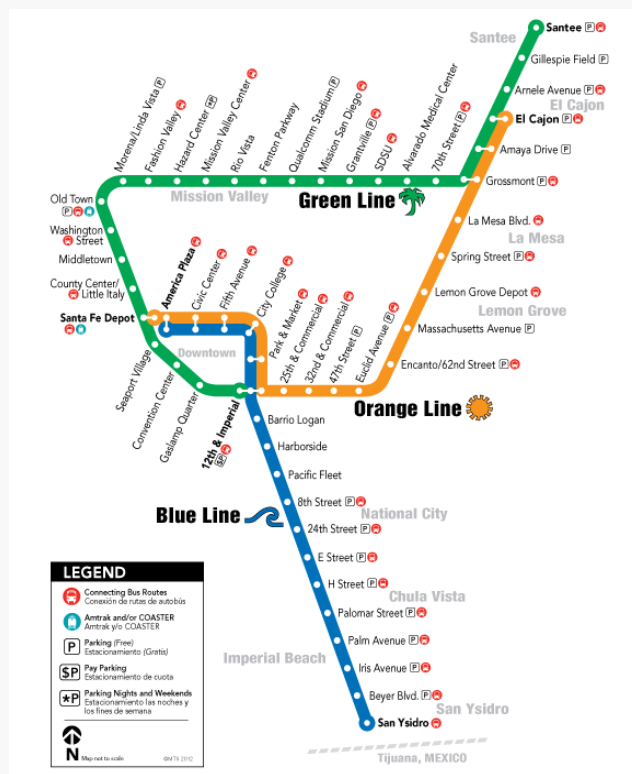 Santee P
Santee
Gillespie Field P
Arnele Avenue P
El Cajon
El Cajon P
Amaya Drive P
Grossmont P
Morena/Linda Vista P
Fashion Valley
Hazard Center *P
Mission Valley Center
Rio Vista
Fenton Parkway
Qualcomm Stadium P
Mission San Diego
Grantville P
SDSU
Alvarado Medical Center
70th Street P
Mission Valley
Green Line
Old Town
P
Washington
Street
Middletown
County Center/
Little Italy
Santa Fe Depot
America Plaza
Civic Center
Fifth Avenue
City College
Downtown
Park & Market
25th & Commercial
32nd & Commercial
47th Street P
Euclid Avenue P
La Mesa Blvd.
La Mesa
Spring Street P
Lemon Grove Depot
Lemon Grove
Massachusetts Avenue P
Encanto/62nd Street P
Orange Line
Seaport Village
Convention Center
Gaslamp Quarter
12th & Imperial
$P
Barrio Logan
Harborside
Pacific Fleet
Blue Line
8th Street P
National City
24th Street P
E Street P
H Street P
Chula Vista
Palomar Street P
Palm Avenue P
Imperial Beach
Iris Avenue P
Beyer Blvd. P
San Ysidro
San Ysidro
Tijuana, MEXICO
LEGEND
Connecting Bus Routes
Conexión de rutas de autobús
Amtrak and/or COASTER
Amtrak y/o COASTER
P
Parking (Free)
Estacionamiento (Gratis)
$P
Pay Parking
Estacionamiento de cuota
*P
Parking Nights and Weekends
Estacionamiento las noches y
los fines de semana
N
Map not to scale
©MTS 2012